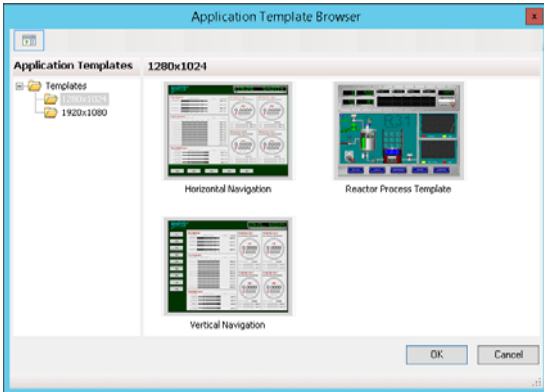 Application Template Browser
Application Templates
1280x1024
Templates
1280x1024
1920x1080
Horizontal Navigation
Reactor Process Template
Vertical Navigation
OK
Cancel